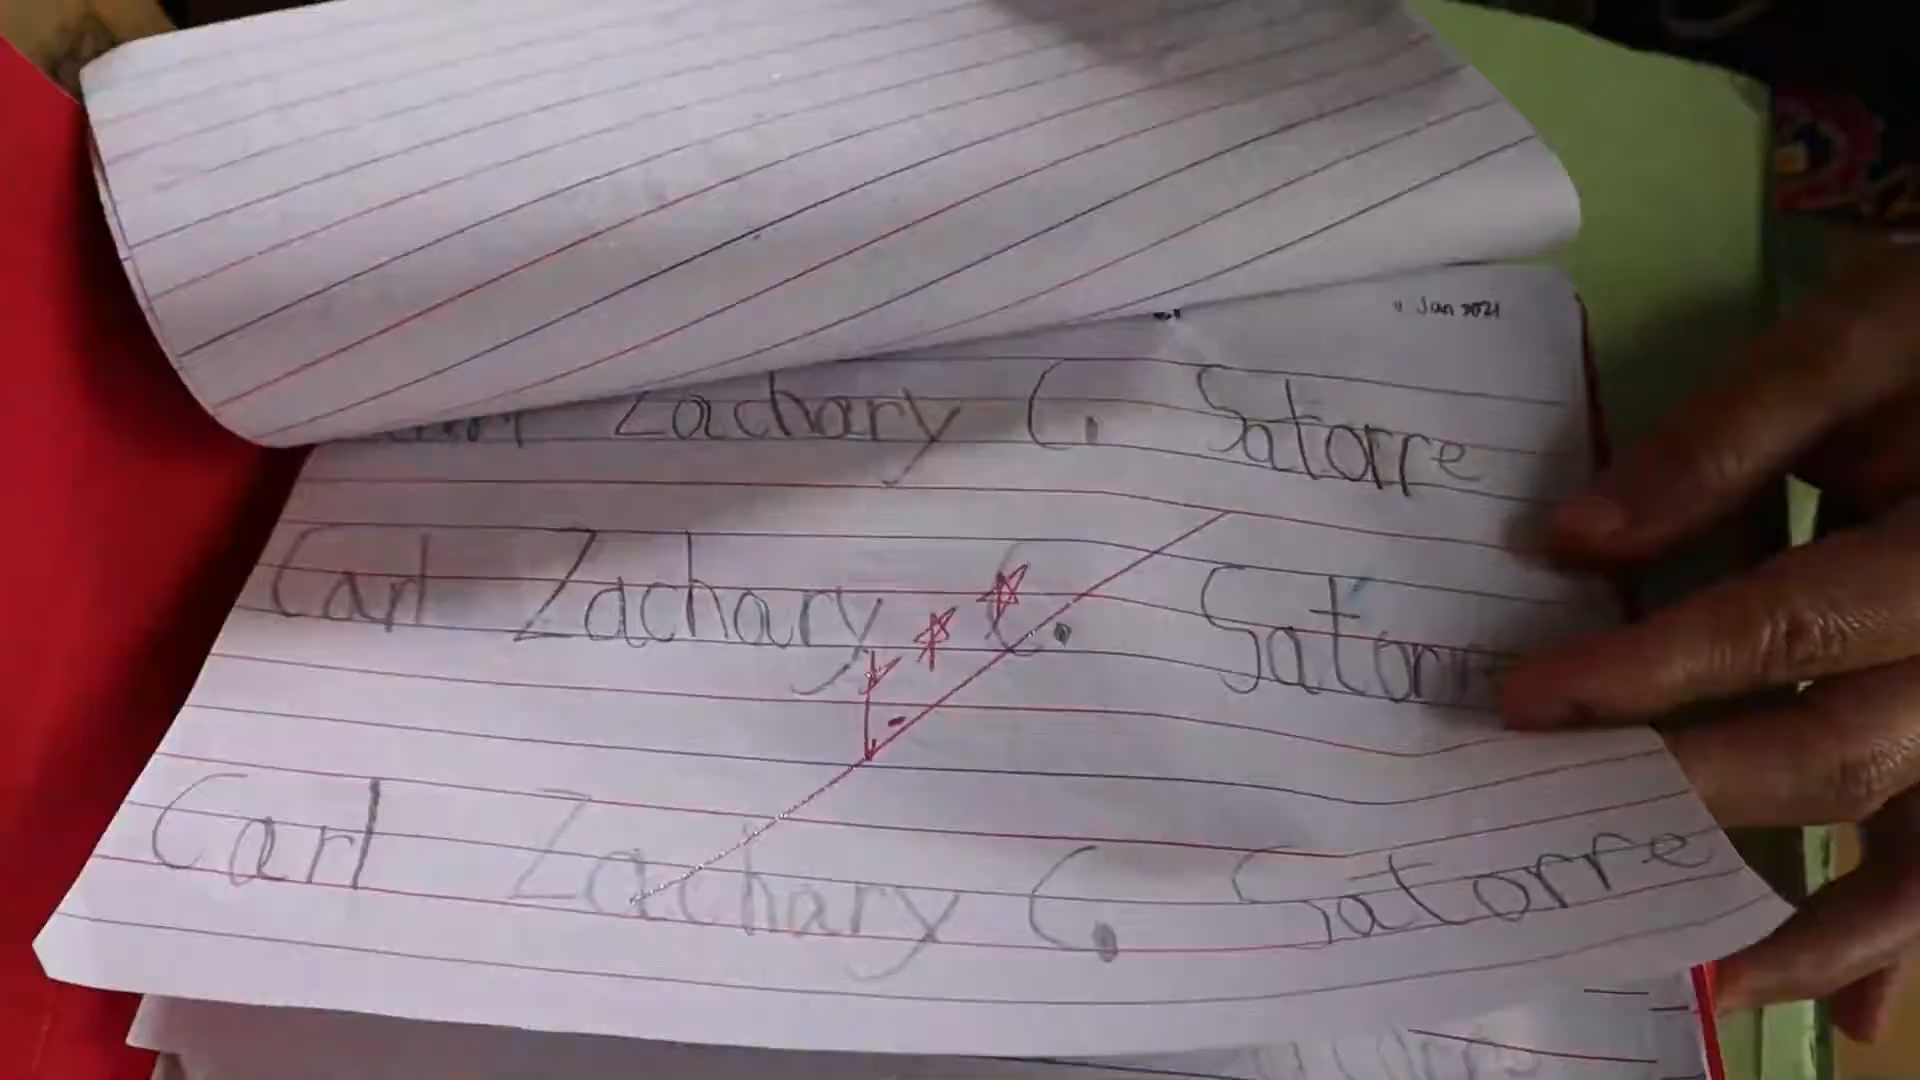 Jan 2021
Zachary C. Satorre
Carl Zachary C. Satorre
Carl Zachary C. Satorre